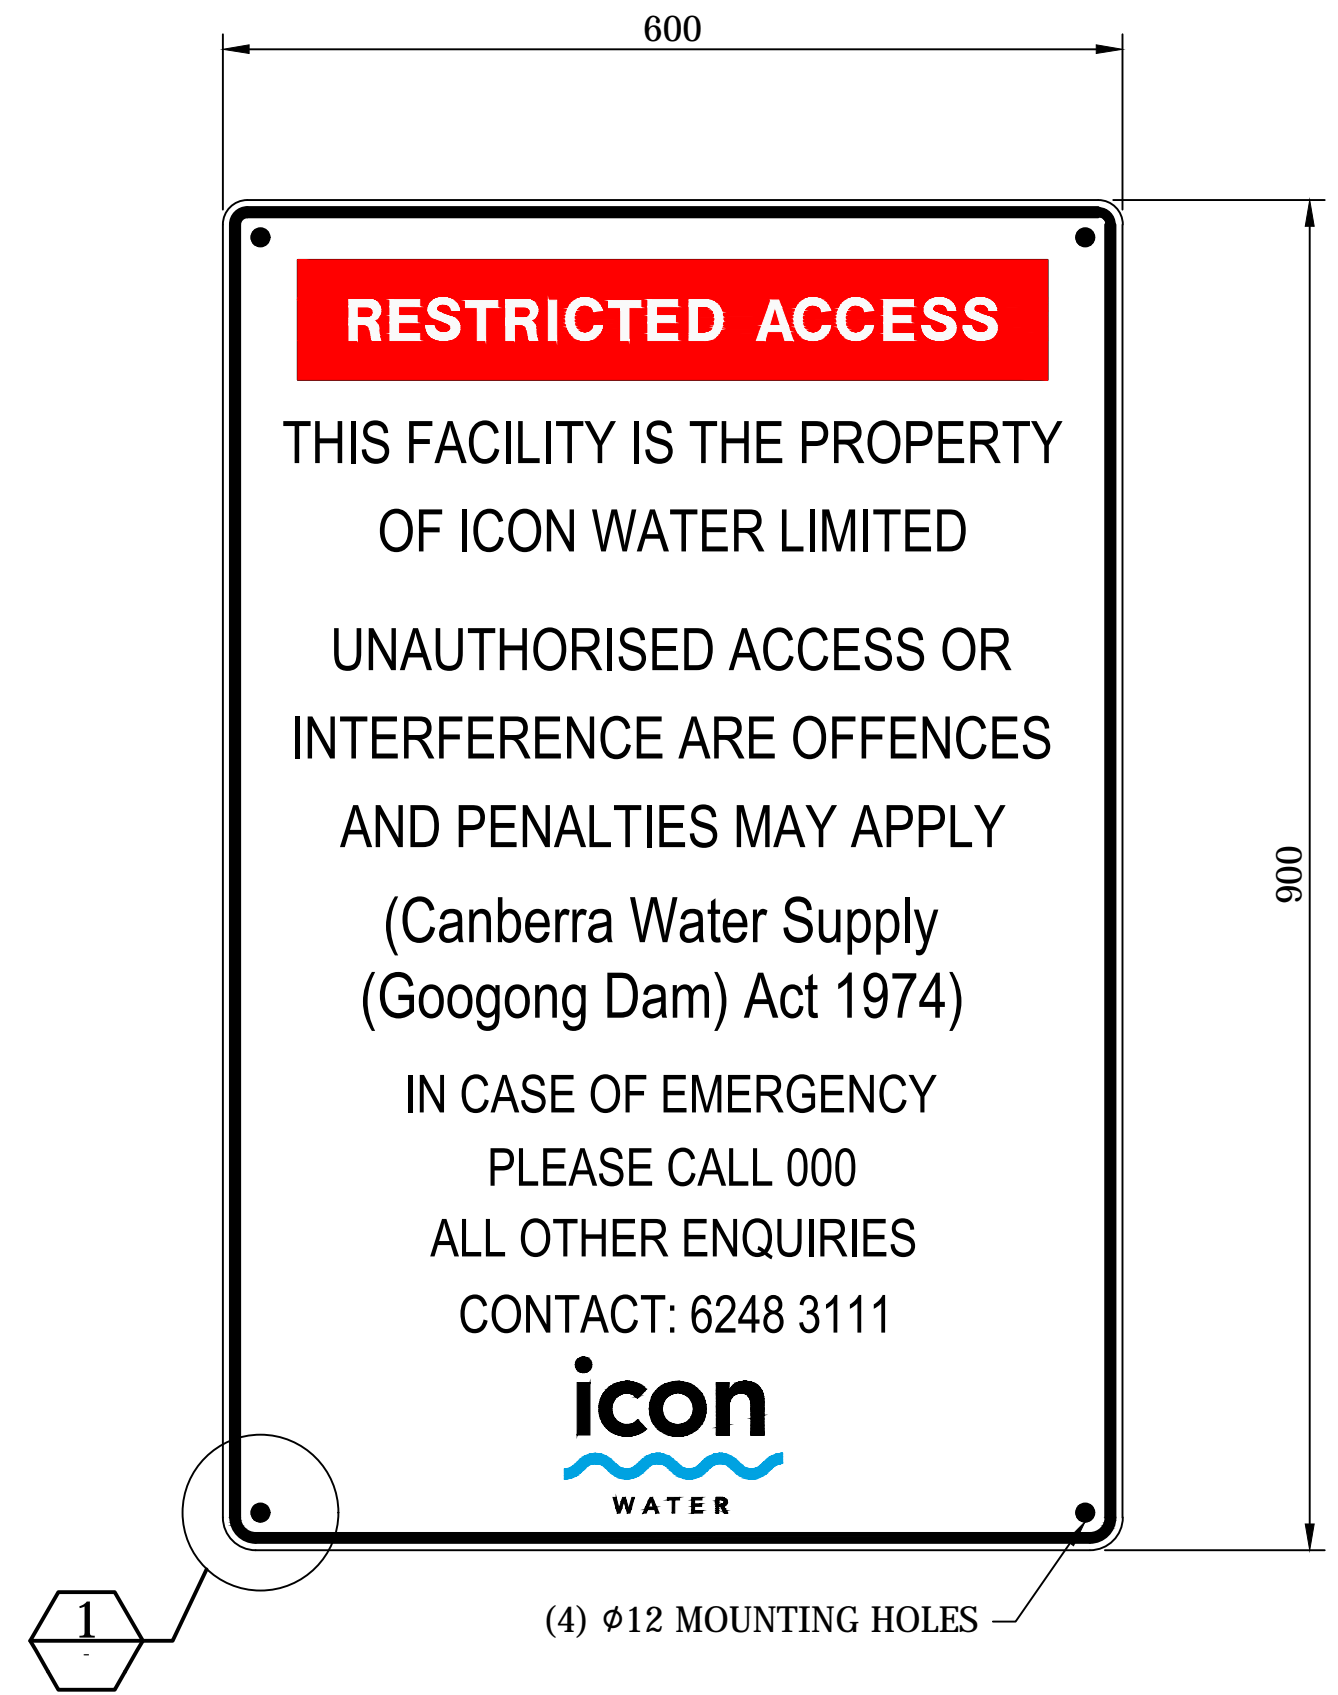 600
RESTRICTED ACCESS
THIS FACILITY IS THE PROPERTY
OF ICON WATER LIMITED
UNAUTHORISED ACCESS OR
INTERFERENCE ARE OFFENCES
AND PENALTIES MAY APPLY
900
(Canberra Water Supply
(Googong Dam) Act 1974)
IN CASE OF EMERGENCY
PLEASE CALL 000
ALL OTHER ENQUIRIES
CONTACT: 6248 3111
icon
WATER
1
-
(4) ϕ12 MOUNTING HOLES